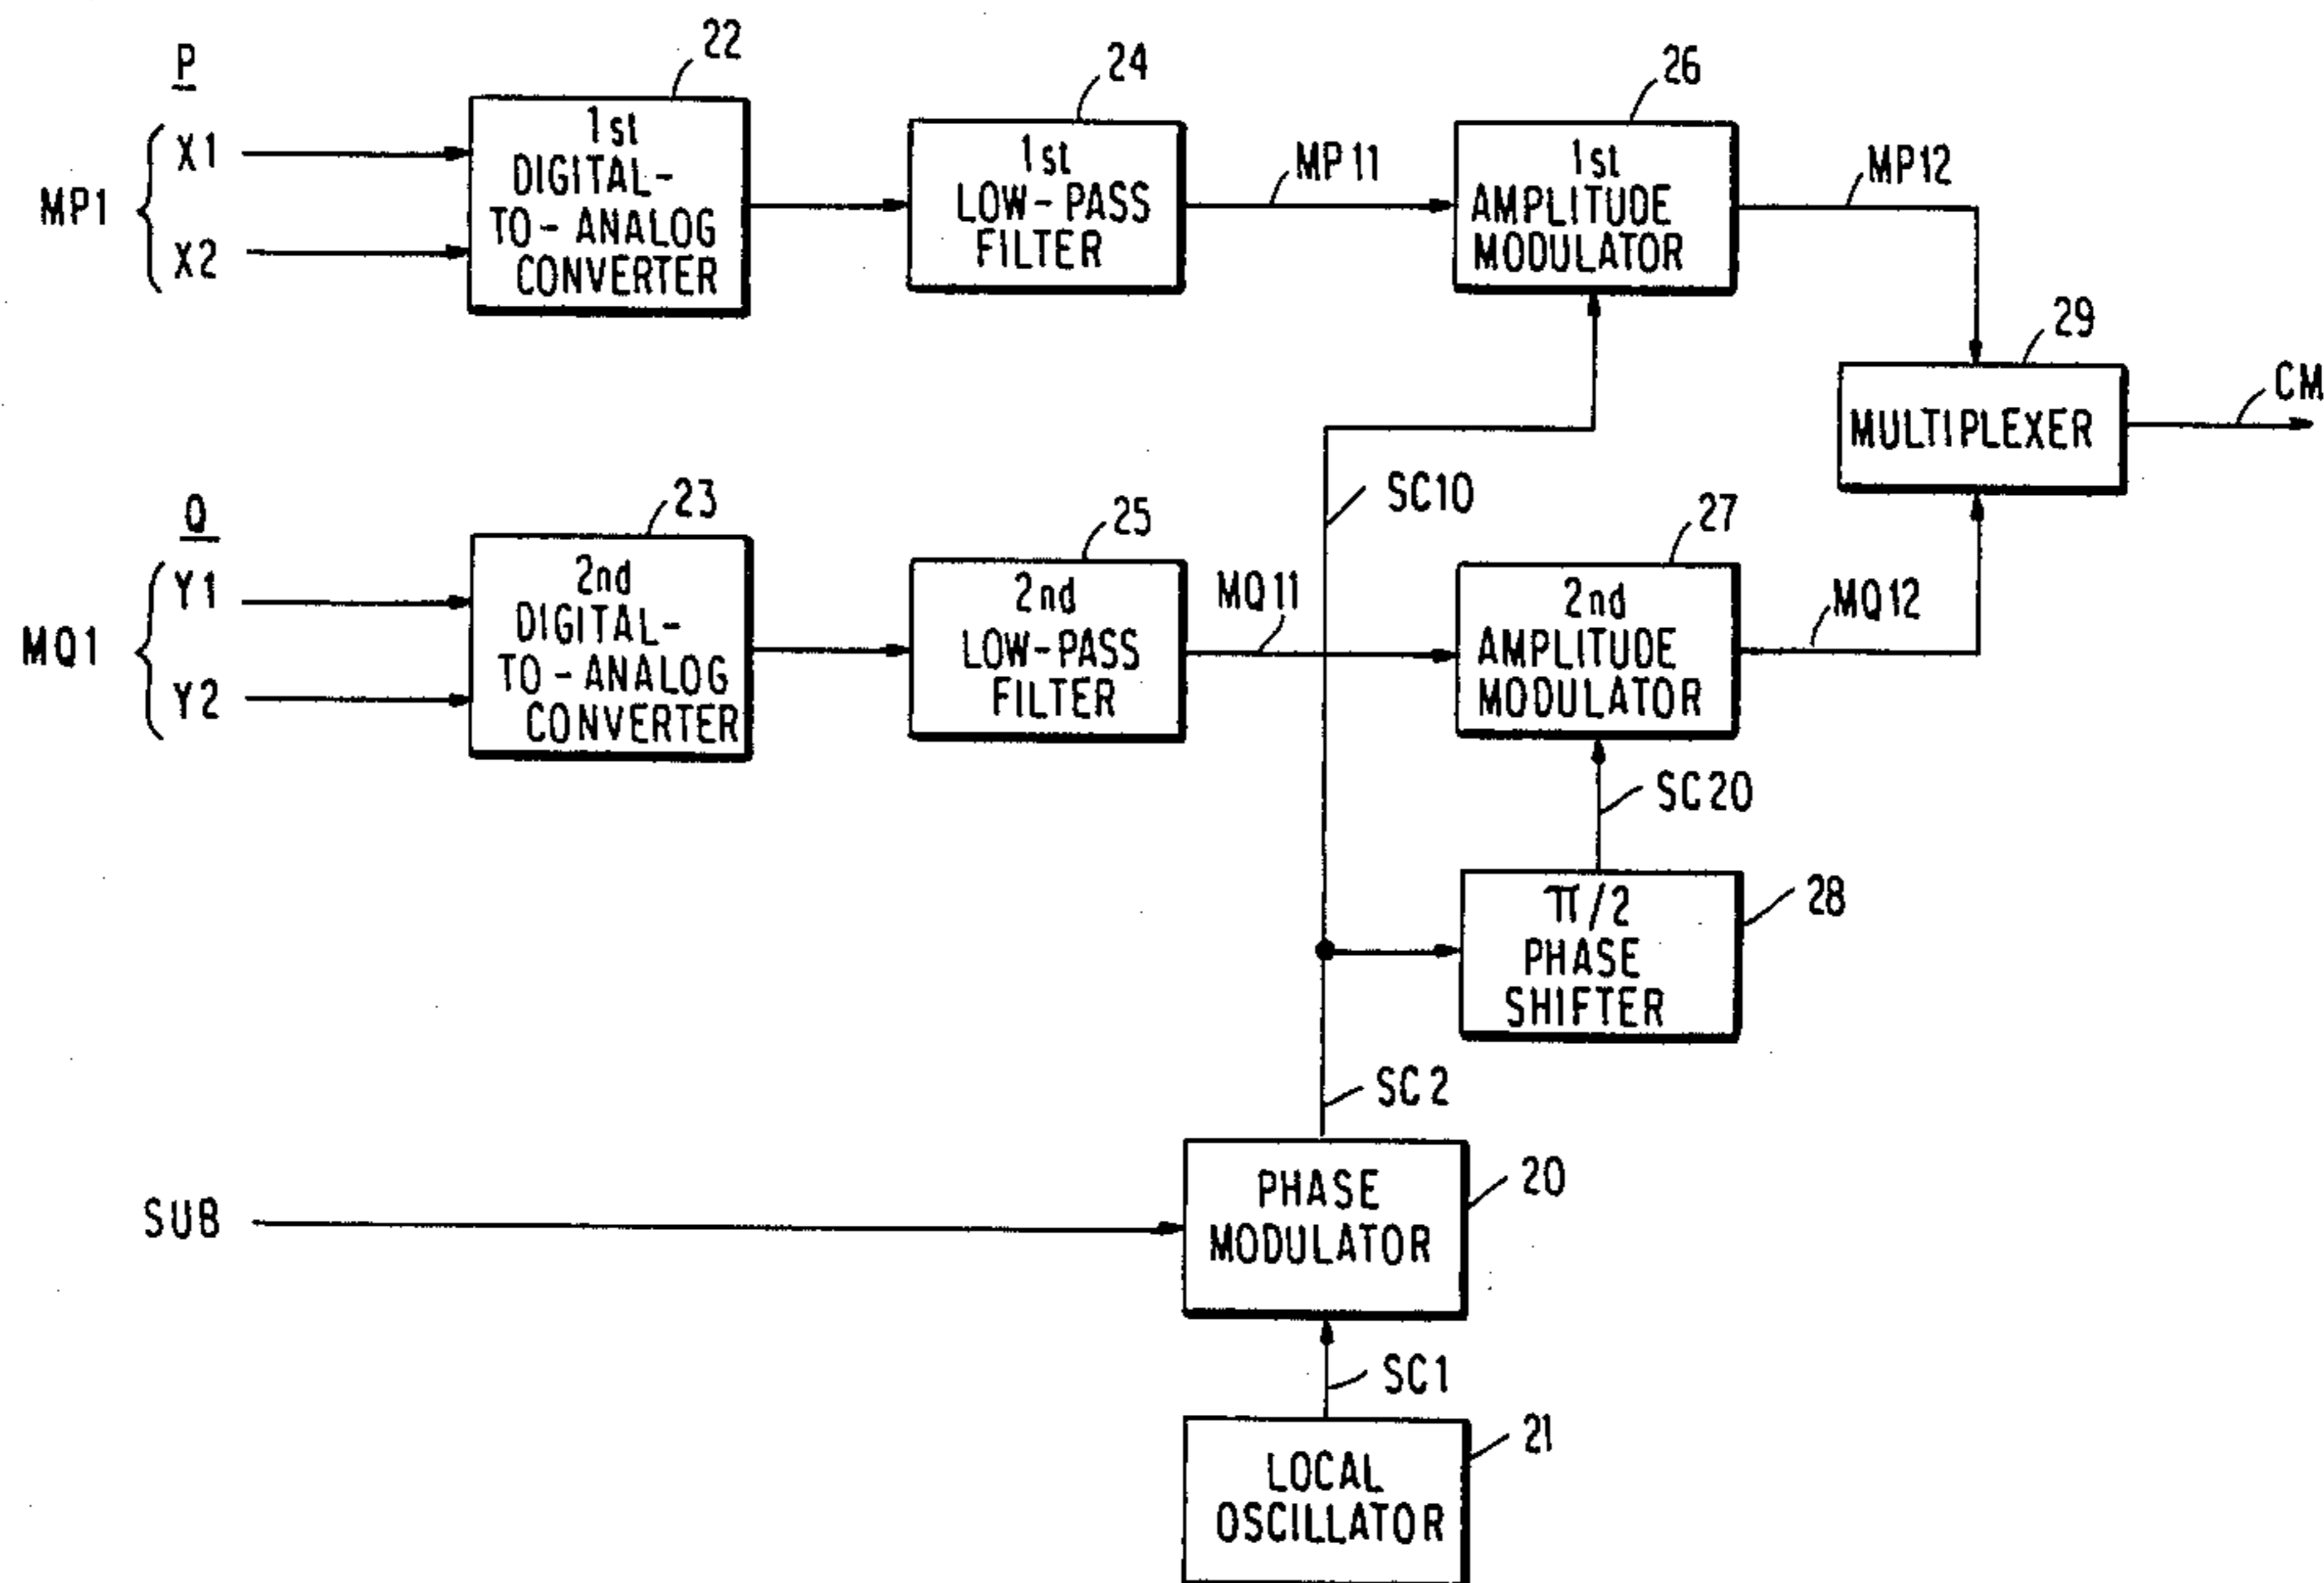 P
22
24
26
X1
1st
DIGITAL-
TO-ANALOG
CONVERTER
1st
LOW-PASS
FILTER
MP11
1st
AMPLITUDE
MODULATOR
MP12
MP1
X2
29
MULTIPLEXER
CM
Q
23
25
SC10
27
Y1
2nd
DIGITAL-
TO-ANALOG
CONVERTER
2nd
LOW-PASS
FILTER
MQ11
2nd
AMPLITUDE
MODULATOR
MQ12
MQ1
Y2
SC20
π/2
PHASE
SHIFTER
28
SC2
SUB
PHASE
MODULATOR
20
SC1
LOCAL
OSCILLATOR
21